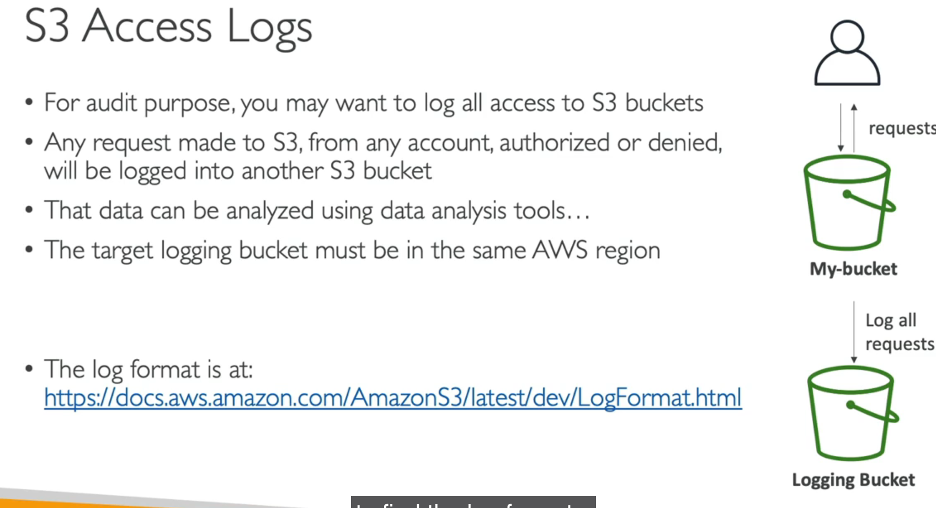 S3 Access Logs
• For audit purpose, you may want to log all access to S3 buckets
• Any request made to S3, from any account, authorized or denied,
will be logged into another S3 bucket
• That data can be analyzed using data analysis tools…
• The target logging bucket must be in the same AWS region
• The log format is at:
https://docs.aws.amazon.com/AmazonS3/latest/dev/LogFormat.html
requests
My-bucket
Log all
requests
Logging Bucket